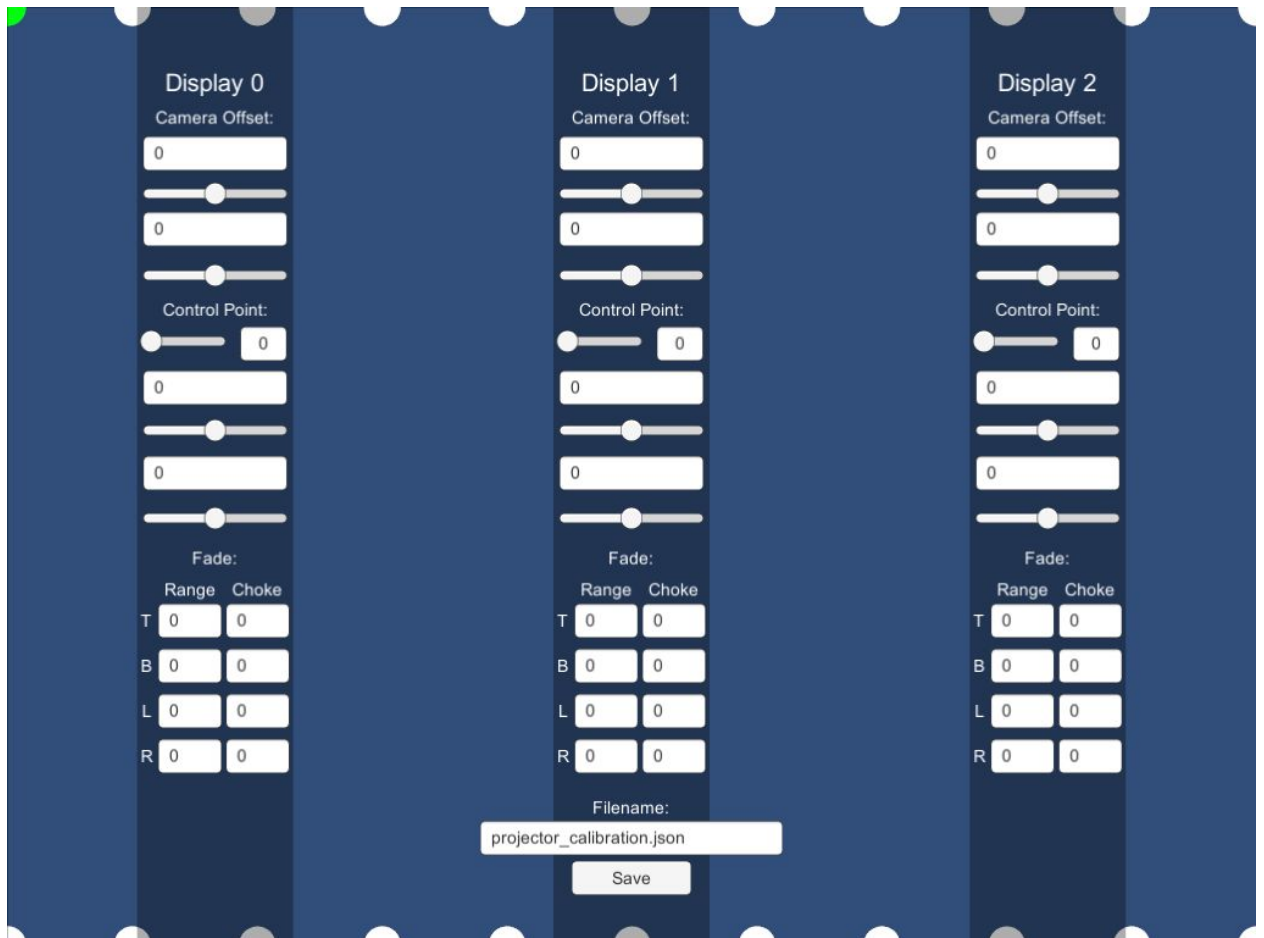 Display 0 Display 1 Display 2
Camera Offset: Camera Offset: Camera Offset:
0 0 0
0 0 0
Control Point: Control Point: Control Point:
0 0 0
0 0 0
0 0 0
Fade: Fade: Fade:
Range Choke Range Choke Range Choke
T 0 0 T 0 0 T 0 0
B 0 0 B 0 0 B 0 0
L 0 0 L 0 0 L 0 0
R 0 0 R 0 0 R 0 0
Filename:
projector_calibration.json
Save